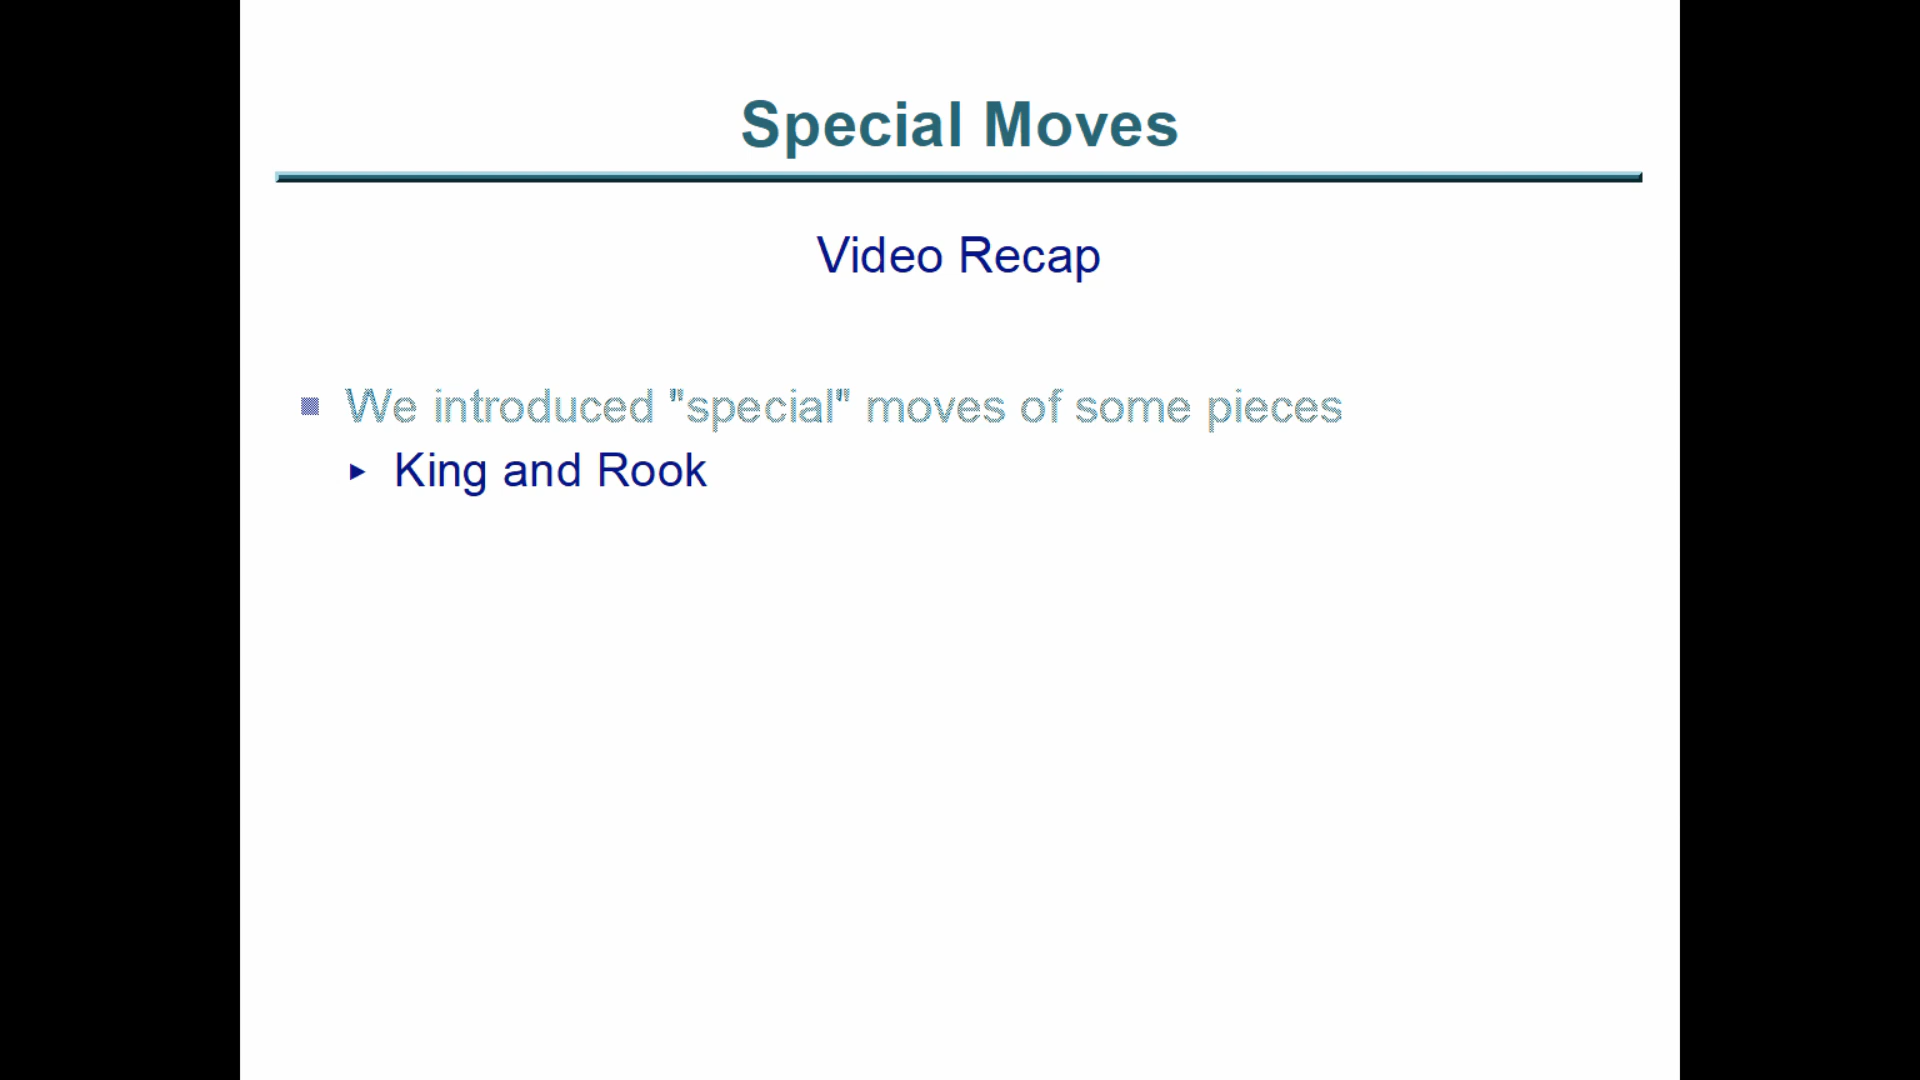 Special Moves
Video Recap
We introduced "special" moves of some pieces
King and Rook